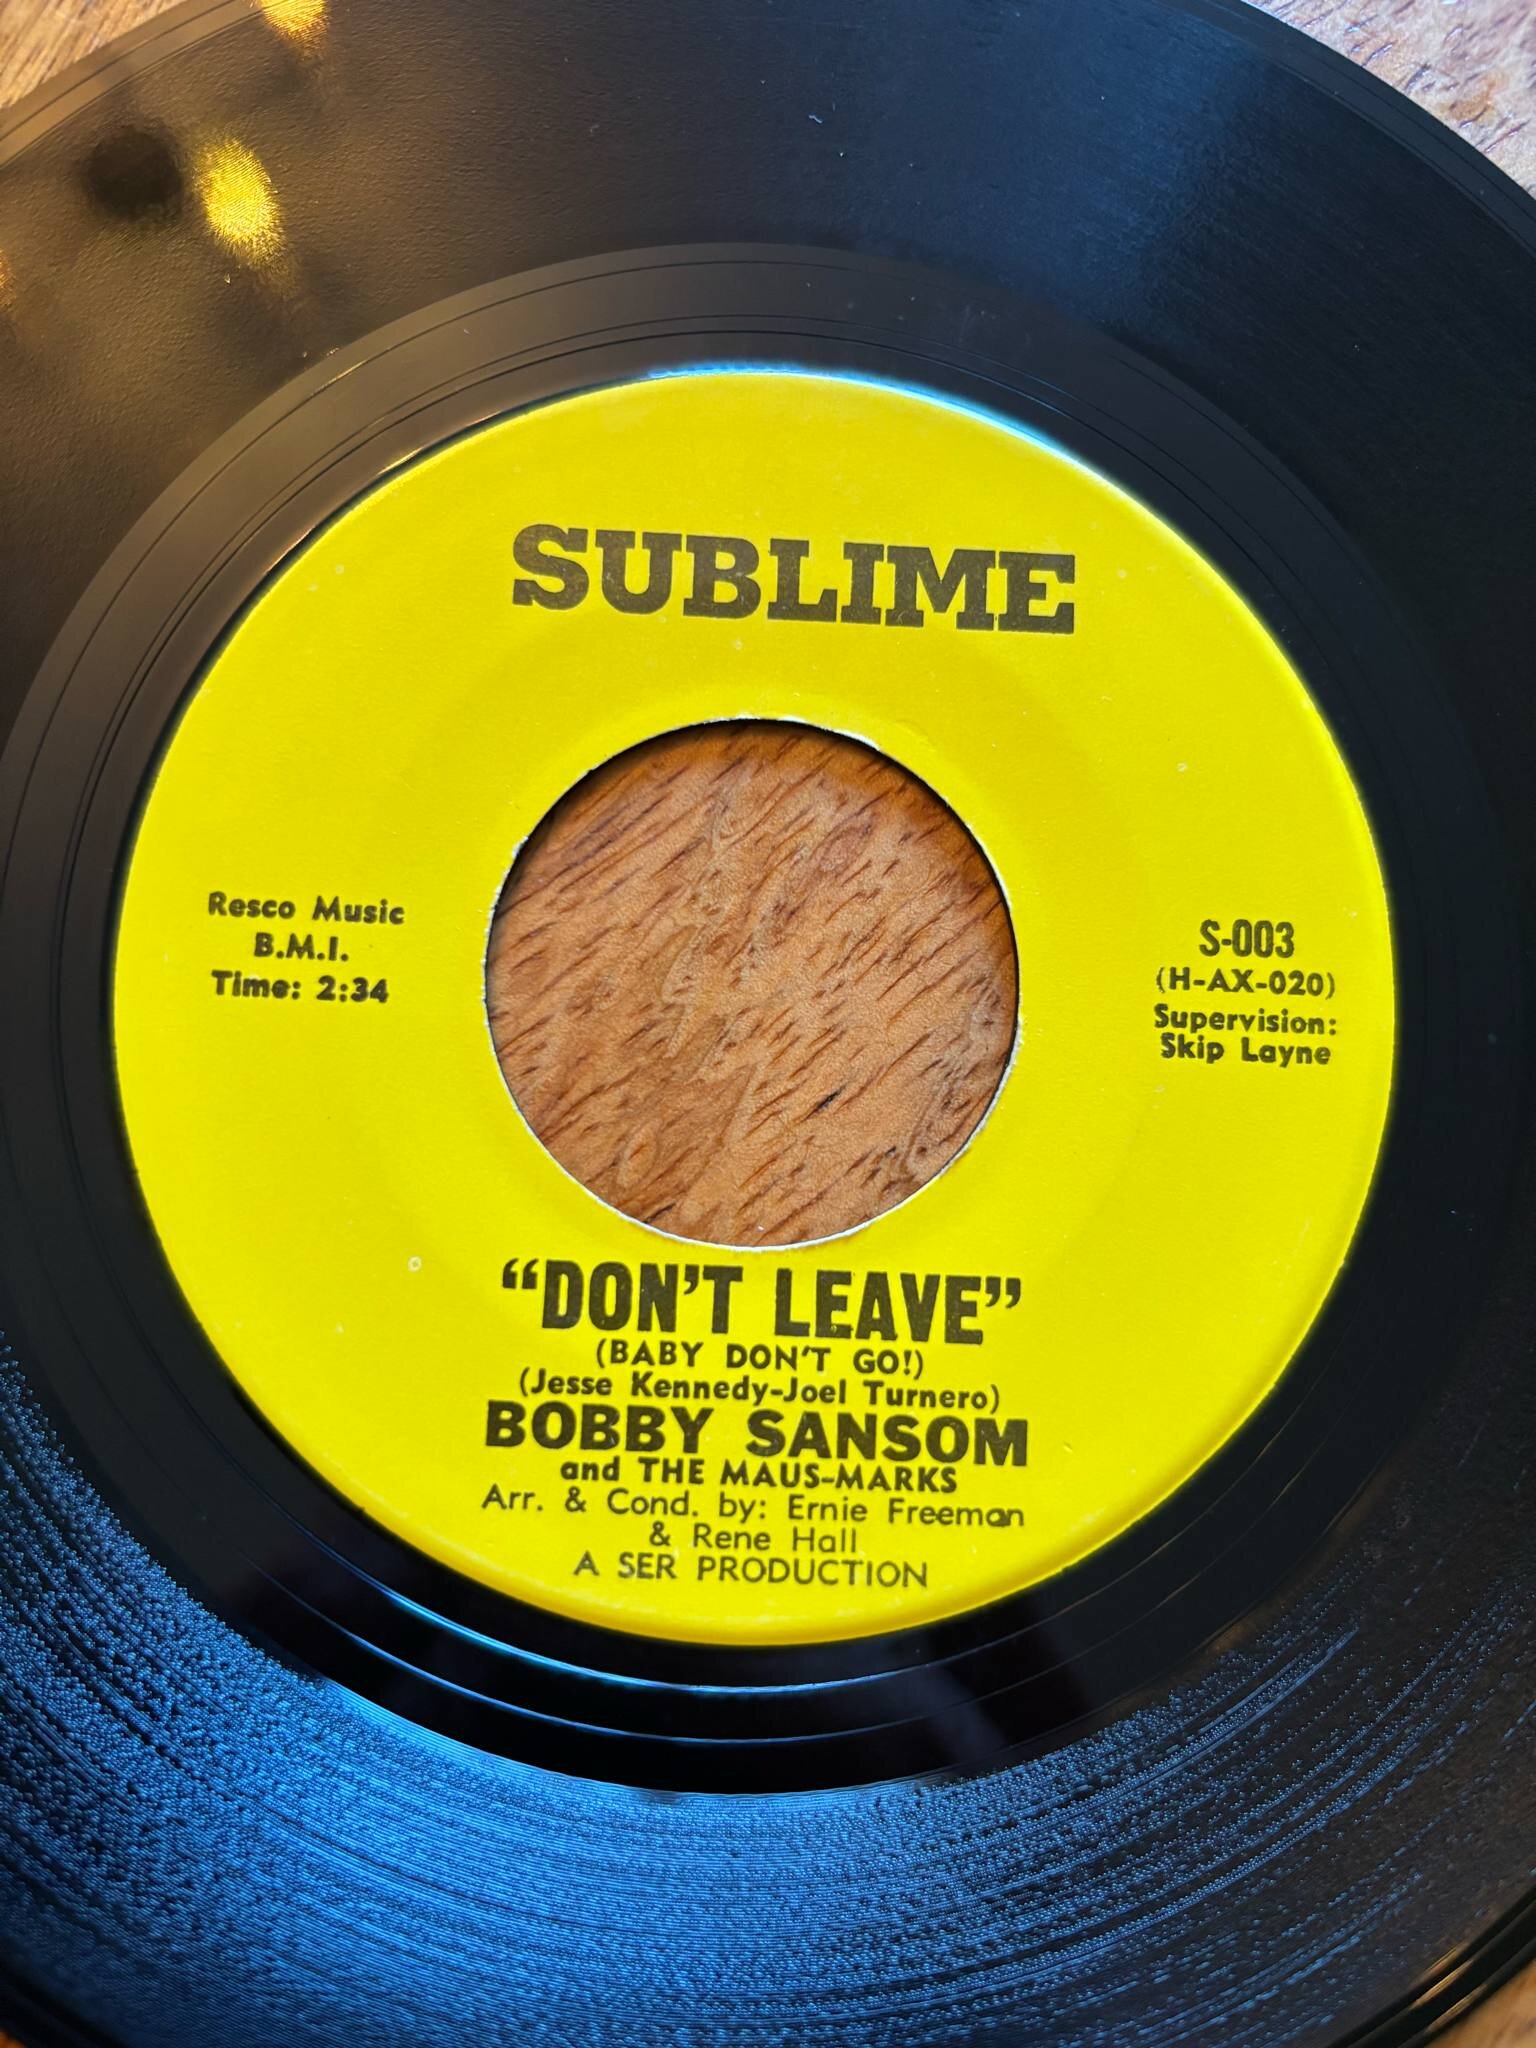 SUBLIME
Resco Music
B.M.I.
Time: 2:34
S-003
(H-AX-020)
Supervision:
Skip Layne
“DON'T LEAVE”
(BABY DON'T GO!)
(Jesse Kennedy-Joel Turnero)
BOBBY SANSOM
and THE MAUS-MARKS
Arr. & Cond. by: Ernie Freeman
& Rene Hall
A SER PRODUCTION